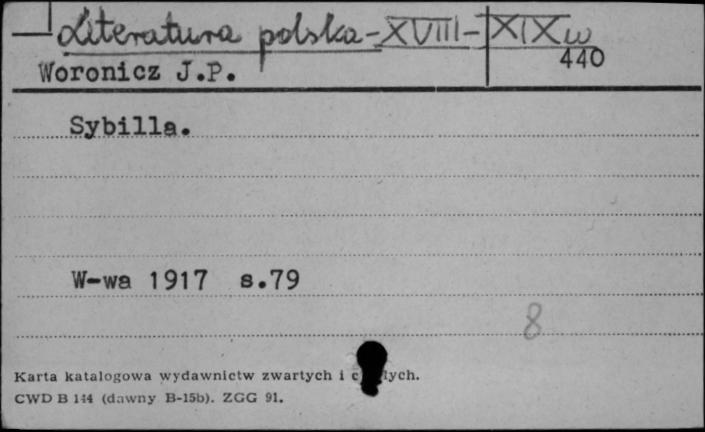 Literatura polska-XVIII-XIXw
Woronicz J.P.
440
Sybilla.
W-wa 1917 s.79
8
Karta katalogowa wydawnictw zwartych i lych.
CWD B 144 (dawny B-15b). ZGG 91.